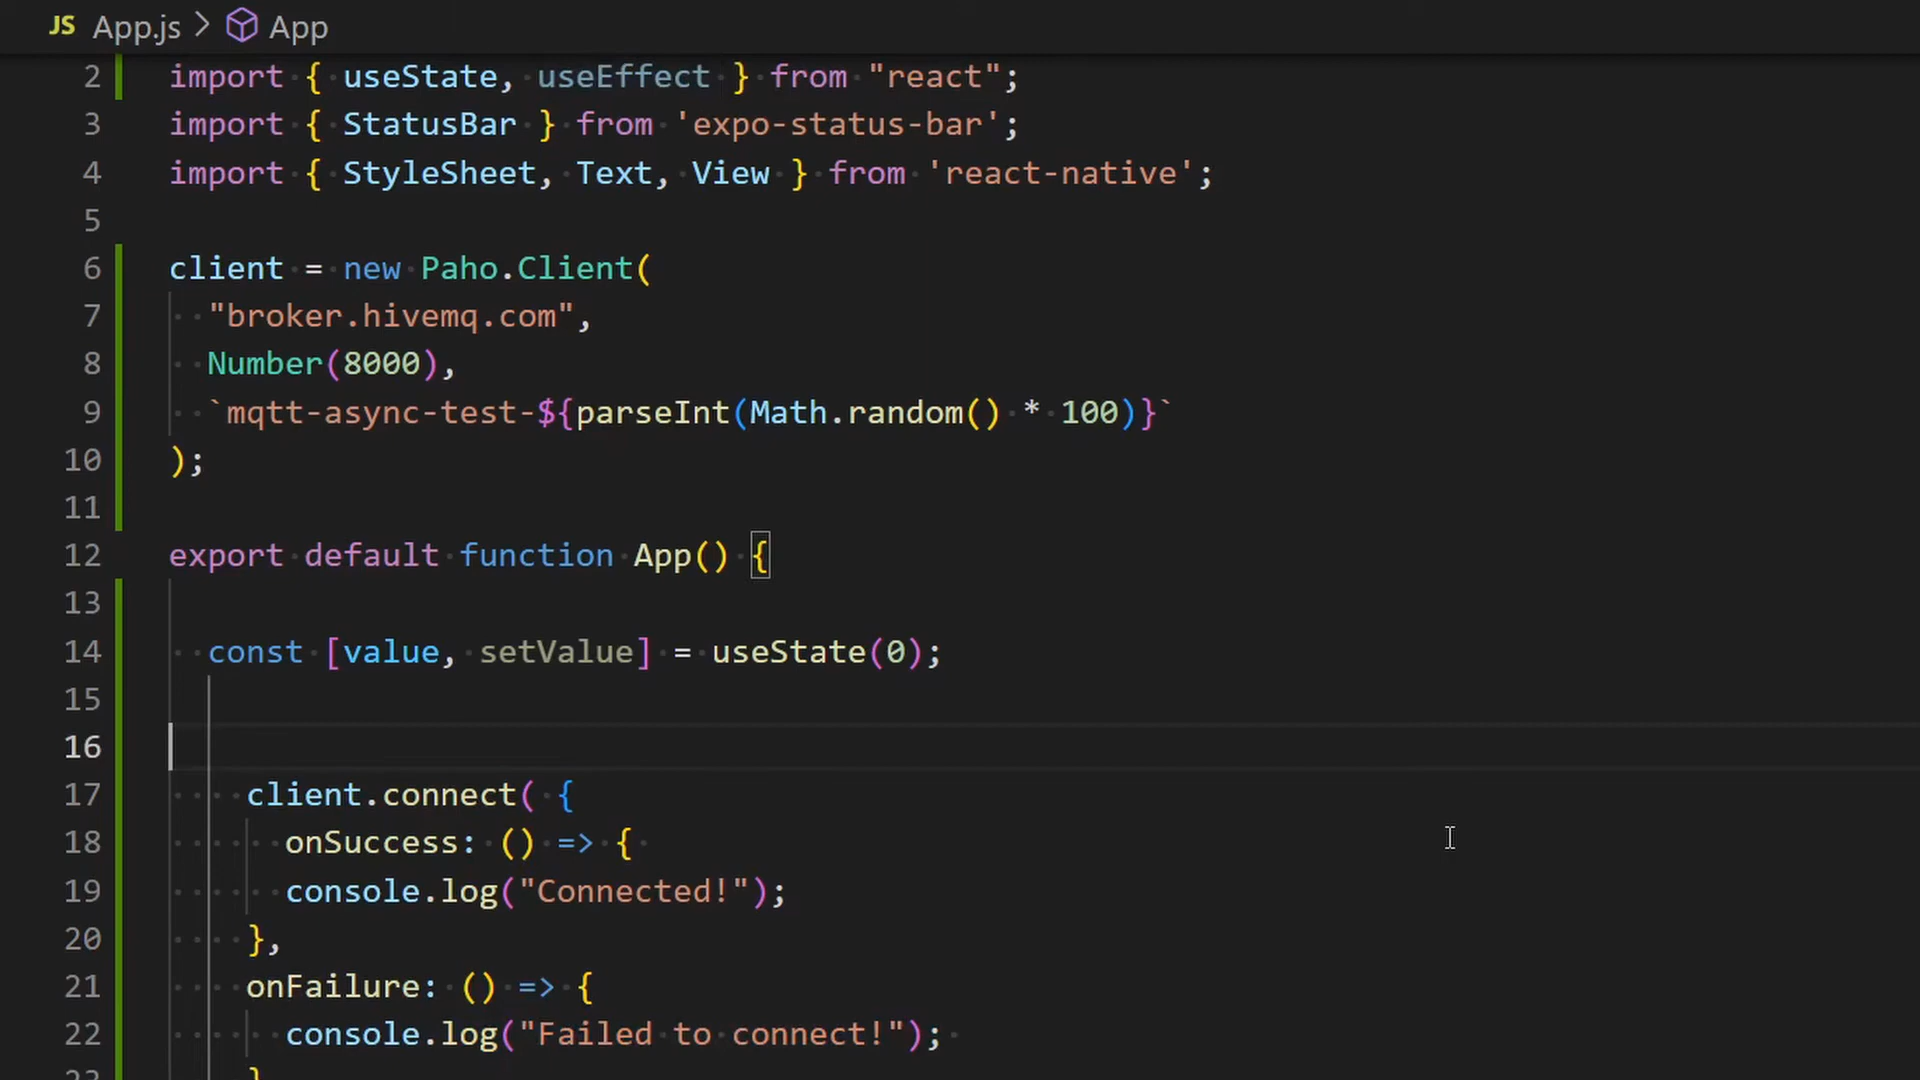 JS App.js > App
2 import { useState, useEffect } from "react";
3 import { StatusBar } from 'expo-status-bar';
4 import { StyleSheet, Text, View } from 'react-native';
5
6 client = new Paho.Client(
7 "broker.hivemq.com",
8 Number(8000),
9 `mqtt-async-test-${parseInt(Math.random() * 100)}`
10 );
11
12 export default function App() {
13
14 const [value, setValue] = useState(0);
15
16
17 client.connect( {
18 onSuccess: () => {
19 console.log("Connected!");
20 },
21 onFailure: () => {
22 console.log("Failed to connect!");
23 }